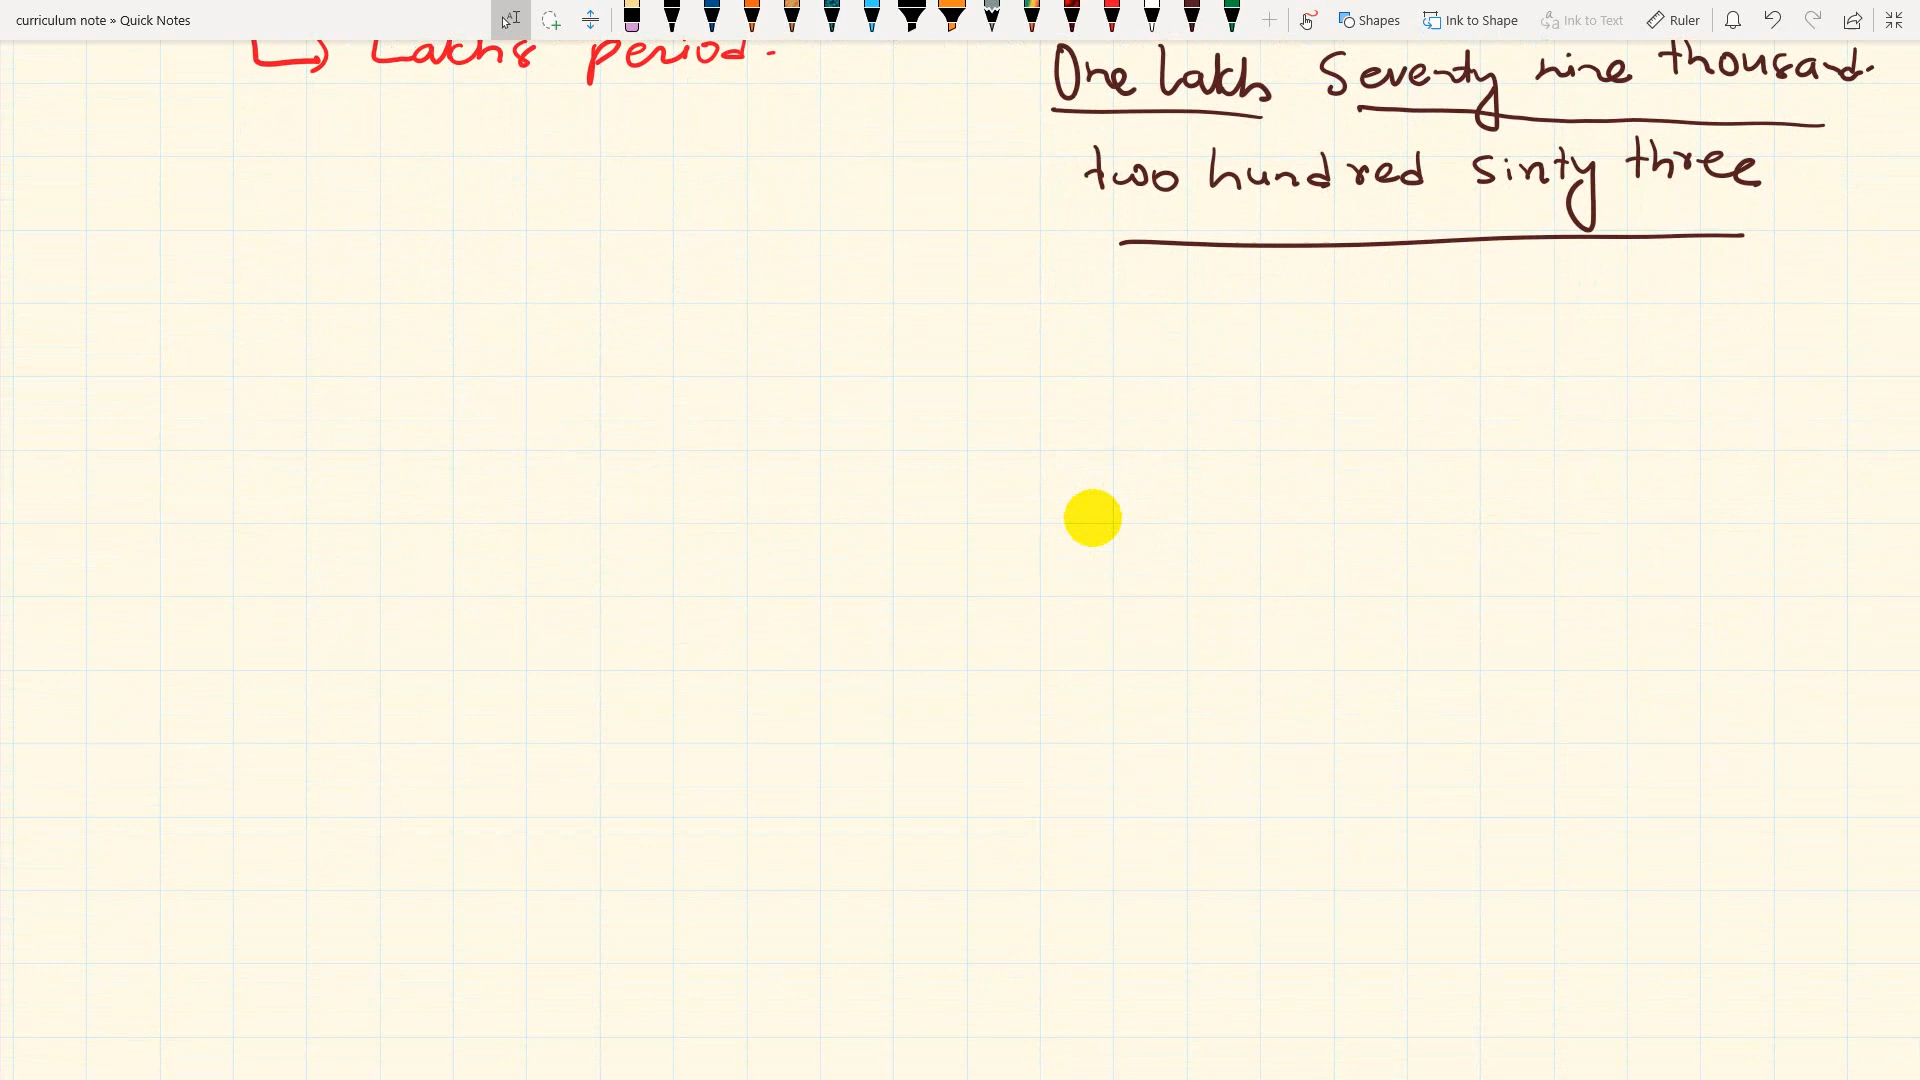 curriculum note » Quick Notes
Shapes
Ink to Shape
Ink to Text
Ruler
↳ Lakhs period.
One lakh Seventy nine thousand.
two hundred sinty three